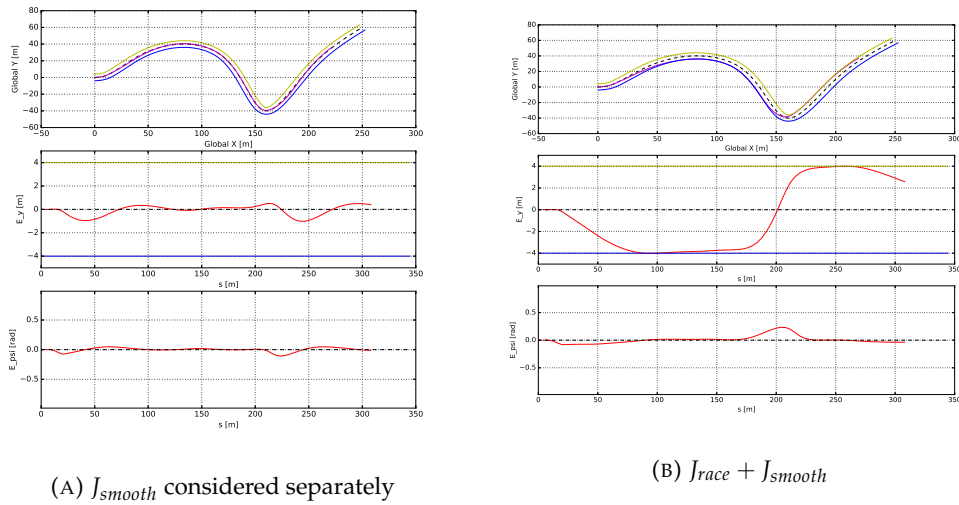 80
60
40
20
0
−20
−40
−60
Global Y [m]
−50 0 50 100 150 200 250 300
Global X [m]
4
2
0
−2
−4
E_y [m]
0 50 100 150 200 250 300 350
s [m]
0.5
0.0
−0.5
E_psi [rad]
0 50 100 150 200 250 300 350
s [m]
(A) J_smooth considered separately
80
60
40
20
0
−20
−40
−60
Global Y [m]
−50 0 50 100 150 200 250 300
Global X [m]
4
2
0
−2
−4
E_y [m]
0 50 100 150 200 250 300 350
s [m]
0.5
0.0
−0.5
E_psi [rad]
0 50 100 150 200 250 300 350
s [m]
(B) J_race + J_smooth